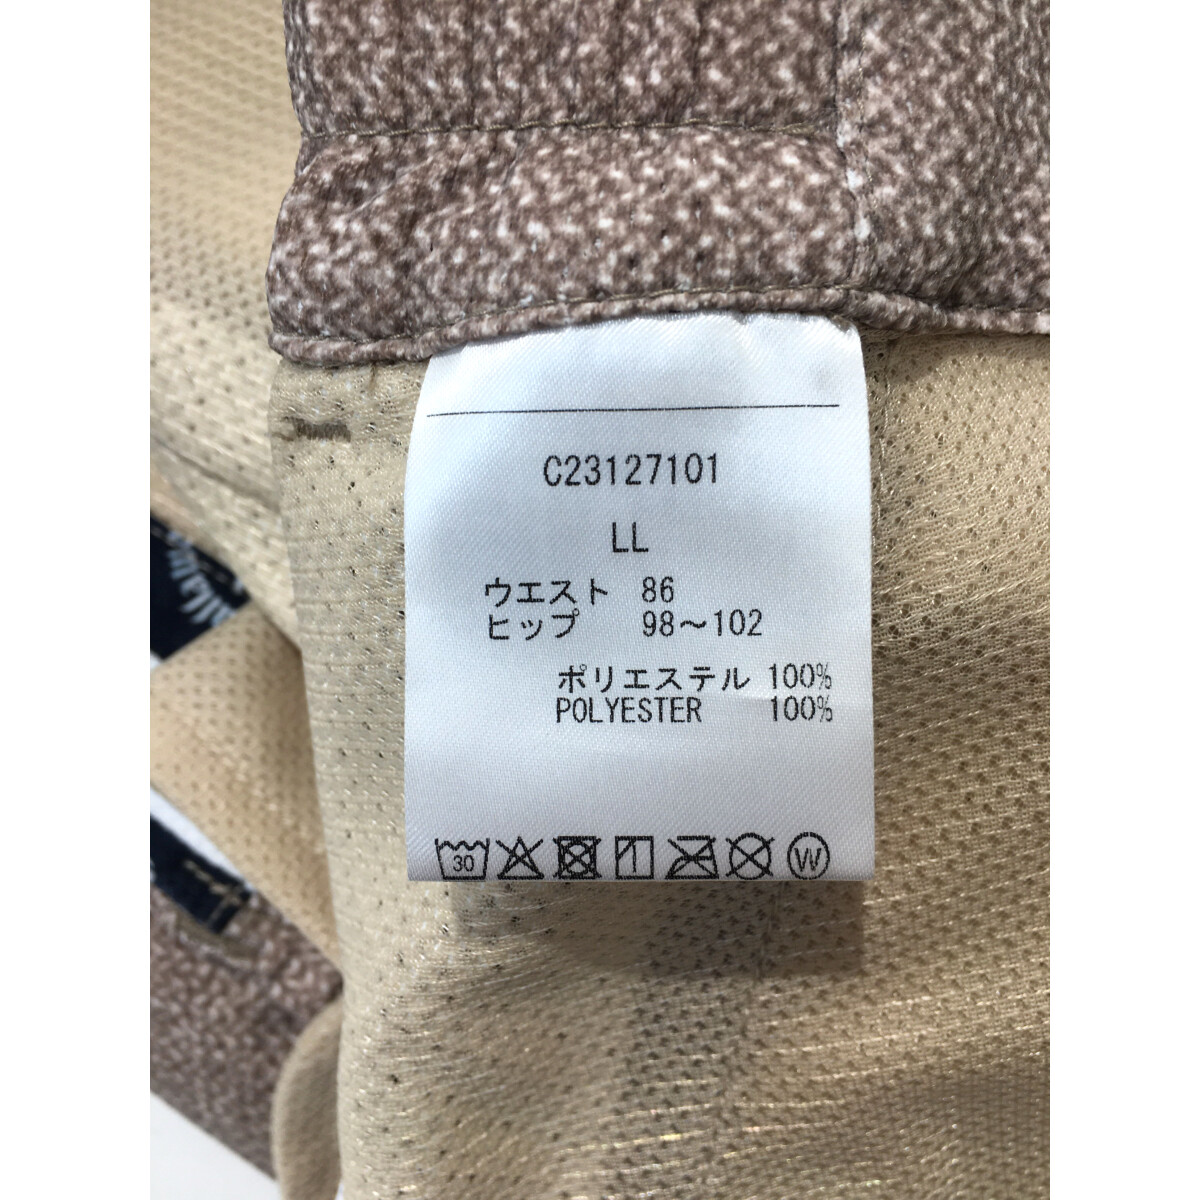 C23127101
LL
ウエスト 86
ヒップ 98～102
ポリエステル 100%
POLYESTER 100%
30
W